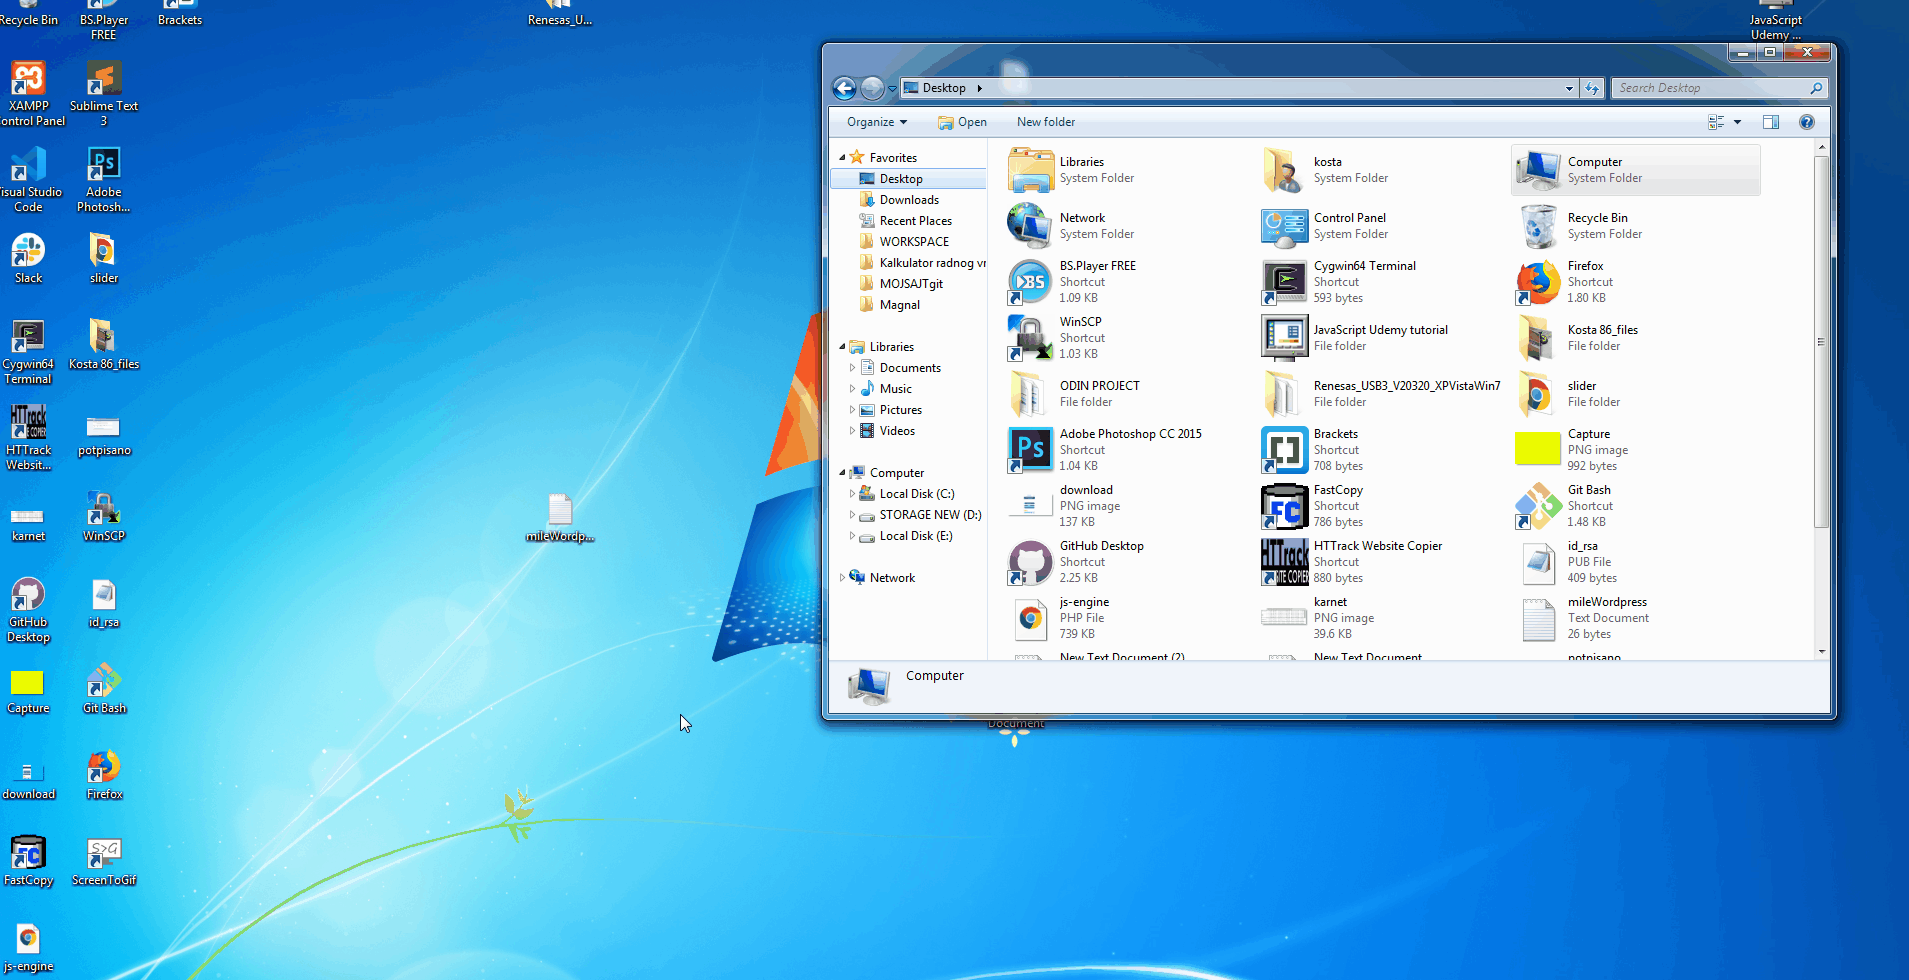 Recycle Bin
BS.Player
FREE
Brackets
Renesas_U...
JavaScript
Udemy ...
XAMPP
ontrol Panel
Sublime Text
3
isual Studio
Code
Adobe
Photosh...
Slack
slider
Cygwin64
Terminal
Kosta 86_files
HTTrack
Websit...
potpisano
karnet
WinSCP
mileWordp...
GitHub
Desktop
id_rsa
Capture
Git Bash
download
Firefox
FastCopy
S>G
ScreenToGif
js-engine
Desktop
Search Desktop
Organize
Open
New folder
Favorites
Desktop
Downloads
Recent Places
WORKSPACE
Kalkulator radnog vr
MOJSAJTgit
Magnal
Libraries
Documents
Music
Pictures
Videos
Computer
Local Disk (C:)
STORAGE NEW (D:)
Local Disk (E:)
Network
Libraries
System Folder
kosta
System Folder
Computer
System Folder
Network
System Folder
Control Panel
System Folder
Recycle Bin
System Folder
BS.Player FREE
Shortcut
1.09 KB
Cygwin64 Terminal
Shortcut
593 bytes
Firefox
Shortcut
1.80 KB
WinSCP
Shortcut
1.03 KB
JavaScript Udemy tutorial
File folder
Kosta 86_files
File folder
ODIN PROJECT
File folder
Renesas_USB3_V20320_XPVistaWin7
File folder
slider
File folder
Adobe Photoshop CC 2015
Shortcut
1.04 KB
Brackets
Shortcut
708 bytes
Capture
PNG image
992 bytes
download
PNG image
137 KB
FastCopy
Shortcut
786 bytes
Git Bash
Shortcut
1.48 KB
GitHub Desktop
Shortcut
2.25 KB
HTTrack Website Copier
Shortcut
880 bytes
id_rsa
PUB File
409 bytes
js-engine
PHP File
739 KB
karnet
PNG image
39.6 KB
mileWordpress
Text Document
26 bytes
New Text Document (2)
New Text Document
potpisano
Computer
Document